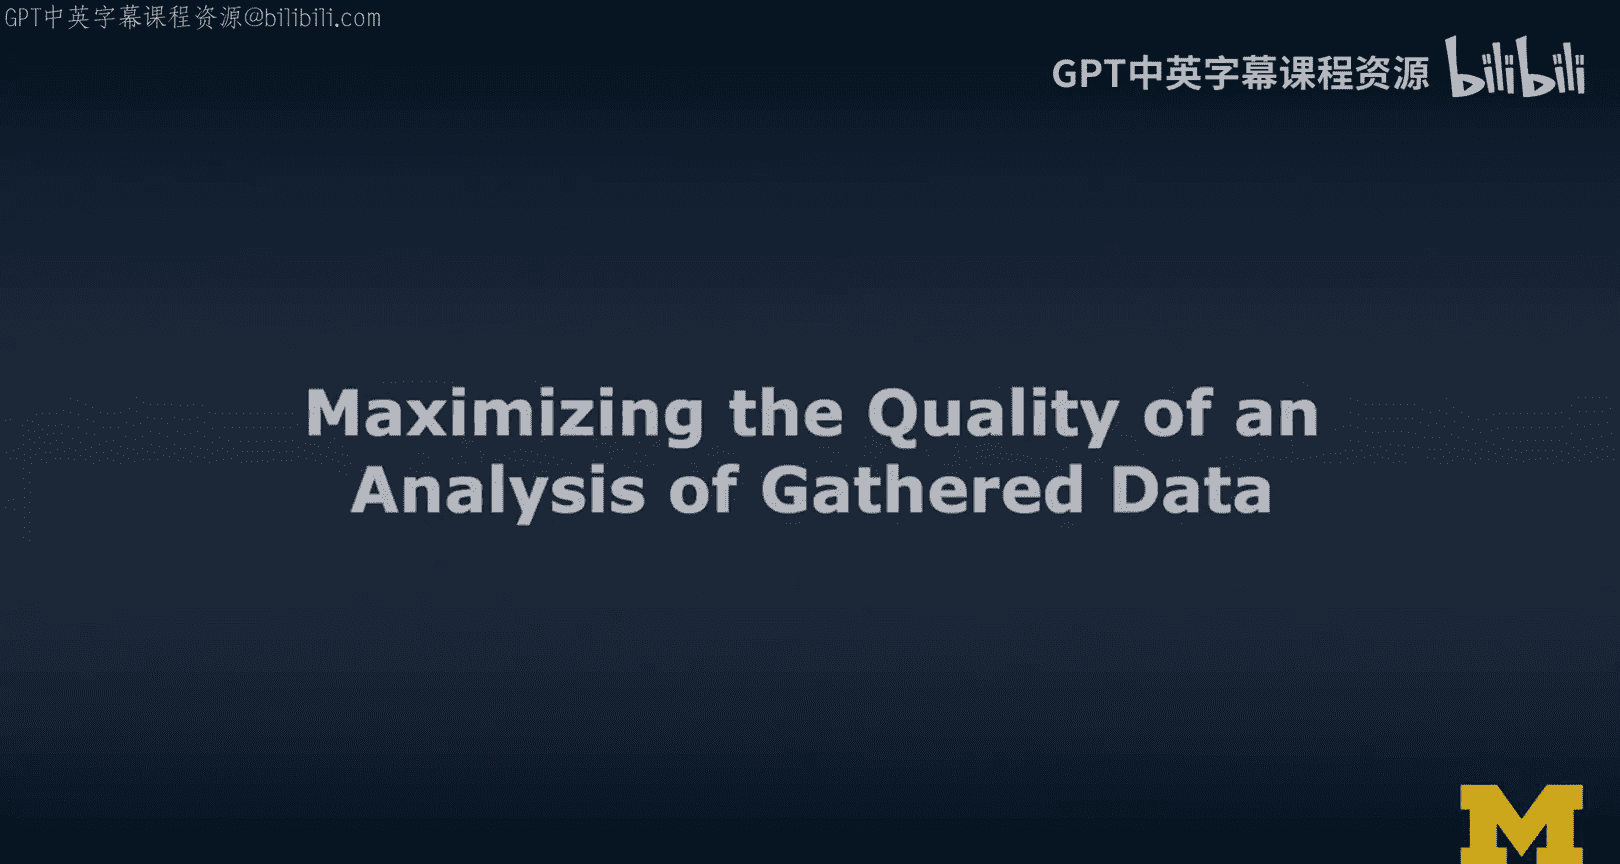 GPT中英字幕课程资源@bilibili.com
GPT中英字幕课程资源 bilibili
Maximizing the Quality of an
Analysis of Gathered Data
M